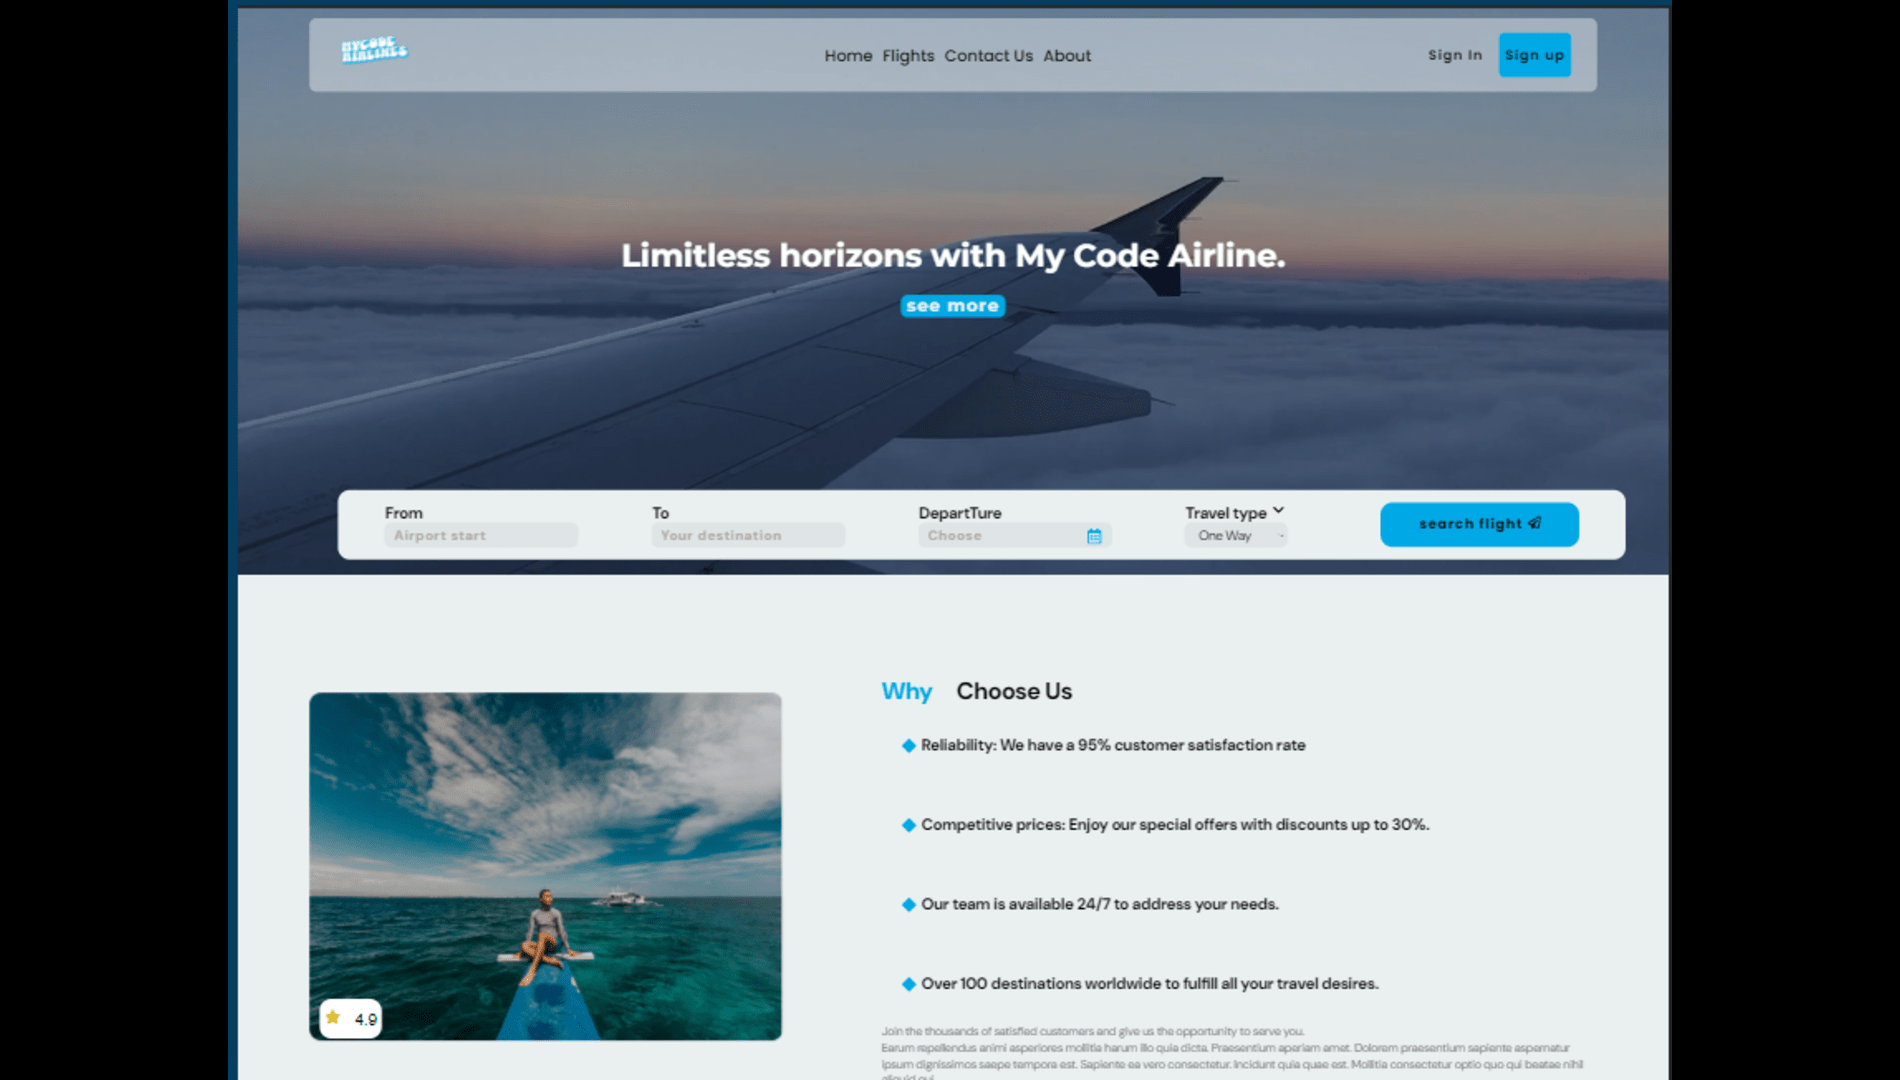 MYCODE
AIRLINES
Home Flights Contact Us About
Sign In Sign up
Limitless horizons with My Code Airline.
see more
From To DepartTure Travel type
Airport start Your destination Choose One Way
search flight
Why Choose Us
Reliability: We have a 95% customer satisfaction rate
Competitive prices: Enjoy our special offers with discounts up to 30%.
Our team is available 24/7 to address your needs.
Over 100 destinations worldwide to fulfill all your travel desires.
4.9
Join the thousands of satisfied customers and give us the opportunity to serve you.
Earum repellendus animi asperiores mollitia harum illo quia dicta. Praesentium aperiam amet. Dolorem praesentium sapiente aspernatur
ipsum dignissimos saepe tempora est. Sapiente ea vero consectetur. Incidunt quia quae est. Mollitia consectetur optio quo qui beatae nihil
aliquid qui